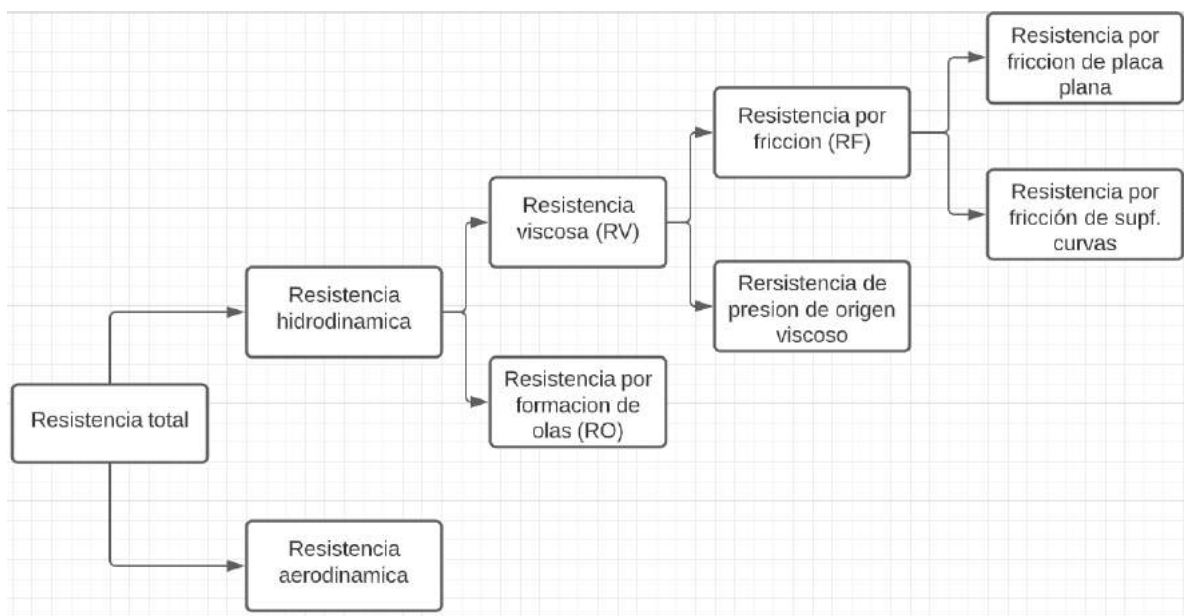 Resistencia total
Resistencia
hidrodinamica
Resistencia
aerodinamica
Resistencia
viscosa (RV)
Resistencia por
formacion de
olas (RO)
Resistencia por
friccion (RF)
Rersistencia de
presion de origen
viscoso
Resistencia por
friccion de placa
plana
Resistencia por
fricción de supf.
curvas